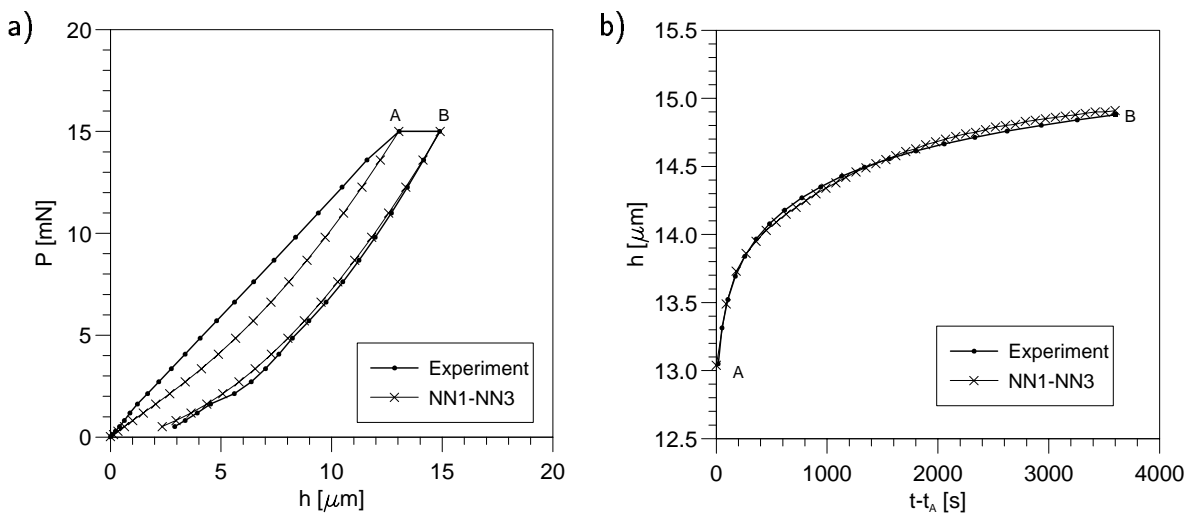 a)
20
15
10
5
0
P [mN]
A B
Experiment
NN1-NN3
0 5 10 15 20
h [μm]
b)
15.5
15.0
14.5
14.0
13.5
13.0
12.5
h [μm]
B
A
Experiment
NN1-NN3
0 1000 2000 3000 4000
t-tA [s]